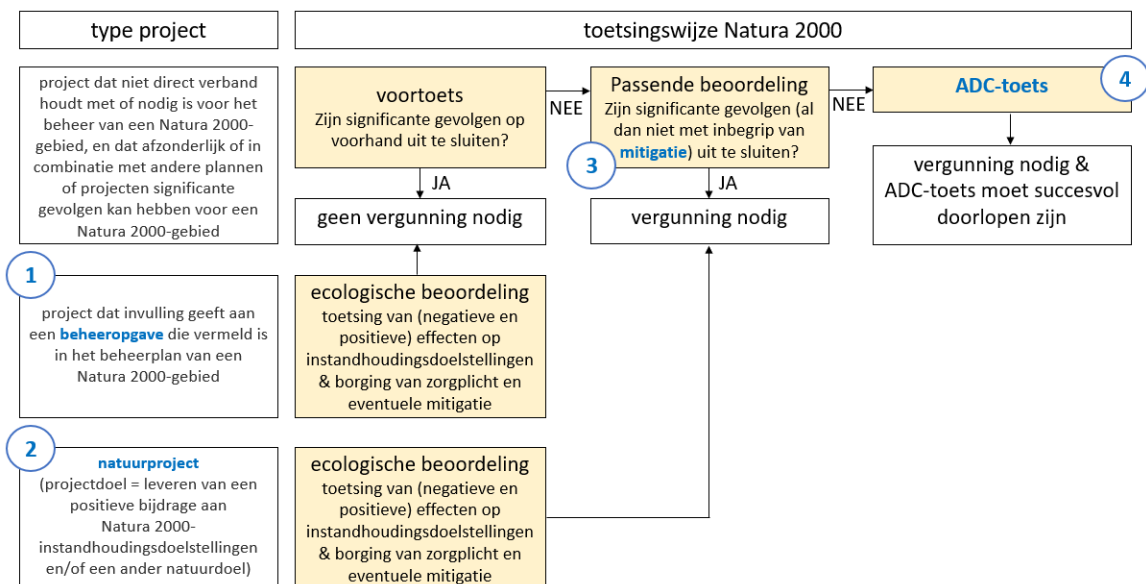 type project
toetsingswijze Natura 2000
project dat niet direct verband
houdt met of nodig is voor het
beheer van een Natura 2000-
gebied, en dat afzonderlijk of in
combinatie met andere plannen
of projecten significante
gevolgen kan hebben voor een
Natura 2000-gebied
voortoets
Zijn significante gevolgen op
voorhand uit te sluiten?
NEE
JA
geen vergunning nodig
Passende beoordeling
Zijn significante gevolgen (al
dan niet met inbegrip van
mitigatie) uit te sluiten?
3
NEE
JA
vergunning nodig
ADC-toets
4
vergunning nodig &
ADC-toets moet succesvol
doorlopen zijn
1
project dat invulling geeft aan
een beheeropgave die vermeld is
in het beheerplan van een
Natura 2000-gebied
ecologische beoordeling
toetsing van (negatieve en
positieve) effecten op
instandhoudingsdoelstellingen
& borging van zorgplicht en
eventuele mitigatie
2
natuurproject
(projectdoel = leveren van een
positieve bijdrage aan
Natura 2000-
instandhoudingsdoelstellingen
en/of een ander natuurdoel)
ecologische beoordeling
toetsing van (negatieve en
positieve) effecten op
instandhoudingsdoelstellingen
& borging van zorgplicht en
eventuele mitigatie